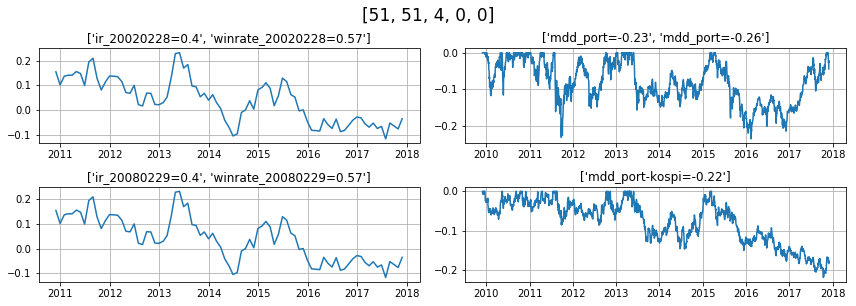 [51, 51, 4, 0, 0]
['ir_20020228=0.4', 'winrate_20020228=0.57']
0.2
0.1
0.0
−0.1
2011 2012 2013 2014 2015 2016 2017 2018
['mdd_port=-0.23', 'mdd_port=-0.26']
0.0
−0.1
−0.2
2010 2011 2012 2013 2014 2015 2016 2017 2018
['ir_20080229=0.4', 'winrate_20080229=0.57']
0.2
0.1
0.0
−0.1
2011 2012 2013 2014 2015 2016 2017 2018
['mdd_port-kospi=-0.22']
0.0
−0.1
−0.2
2010 2011 2012 2013 2014 2015 2016 2017 2018